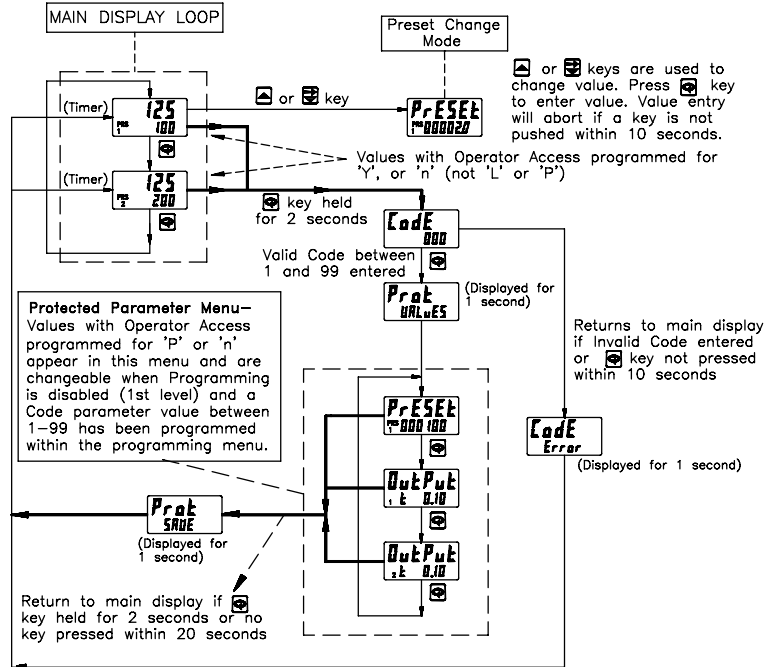 MAIN DISPLAY LOOP
Preset Change
Mode
(Timer)
125
PRS
1
100
or key
PrESEt
PRS
1
000020
or keys are used to
change value. Press key
to enter value. Value entry
will abort if a key is not
pushed within 10 seconds.
Values with Operator Access programmed for
'Y', or 'n' (not 'L' or 'P')
(Timer)
125
PRS
2
200
key held
for 2 seconds
CodE
000
Valid Code between
1 and 99 entered
Prot
VALuES
(Displayed for
1 second)
Protected Parameter Menu—
Values with Operator Access
programmed for 'P' or 'n'
appear in this menu and are
changeable when Programming
is disabled (1st level) and a
Code parameter value between
1—99 has been programmed
within the programming menu.
Returns to main display
if Invalid Code entered
or key not pressed
within 10 seconds
PrESEt
PRS
1
000100
CodE
Error
(Displayed for 1 second)
OutPut
1 t 0.10
Prot
SAVE
(Displayed for
1 second)
OutPut
2 t 0.10
Return to main display if
key held for 2 seconds or no
key pressed within 20 seconds